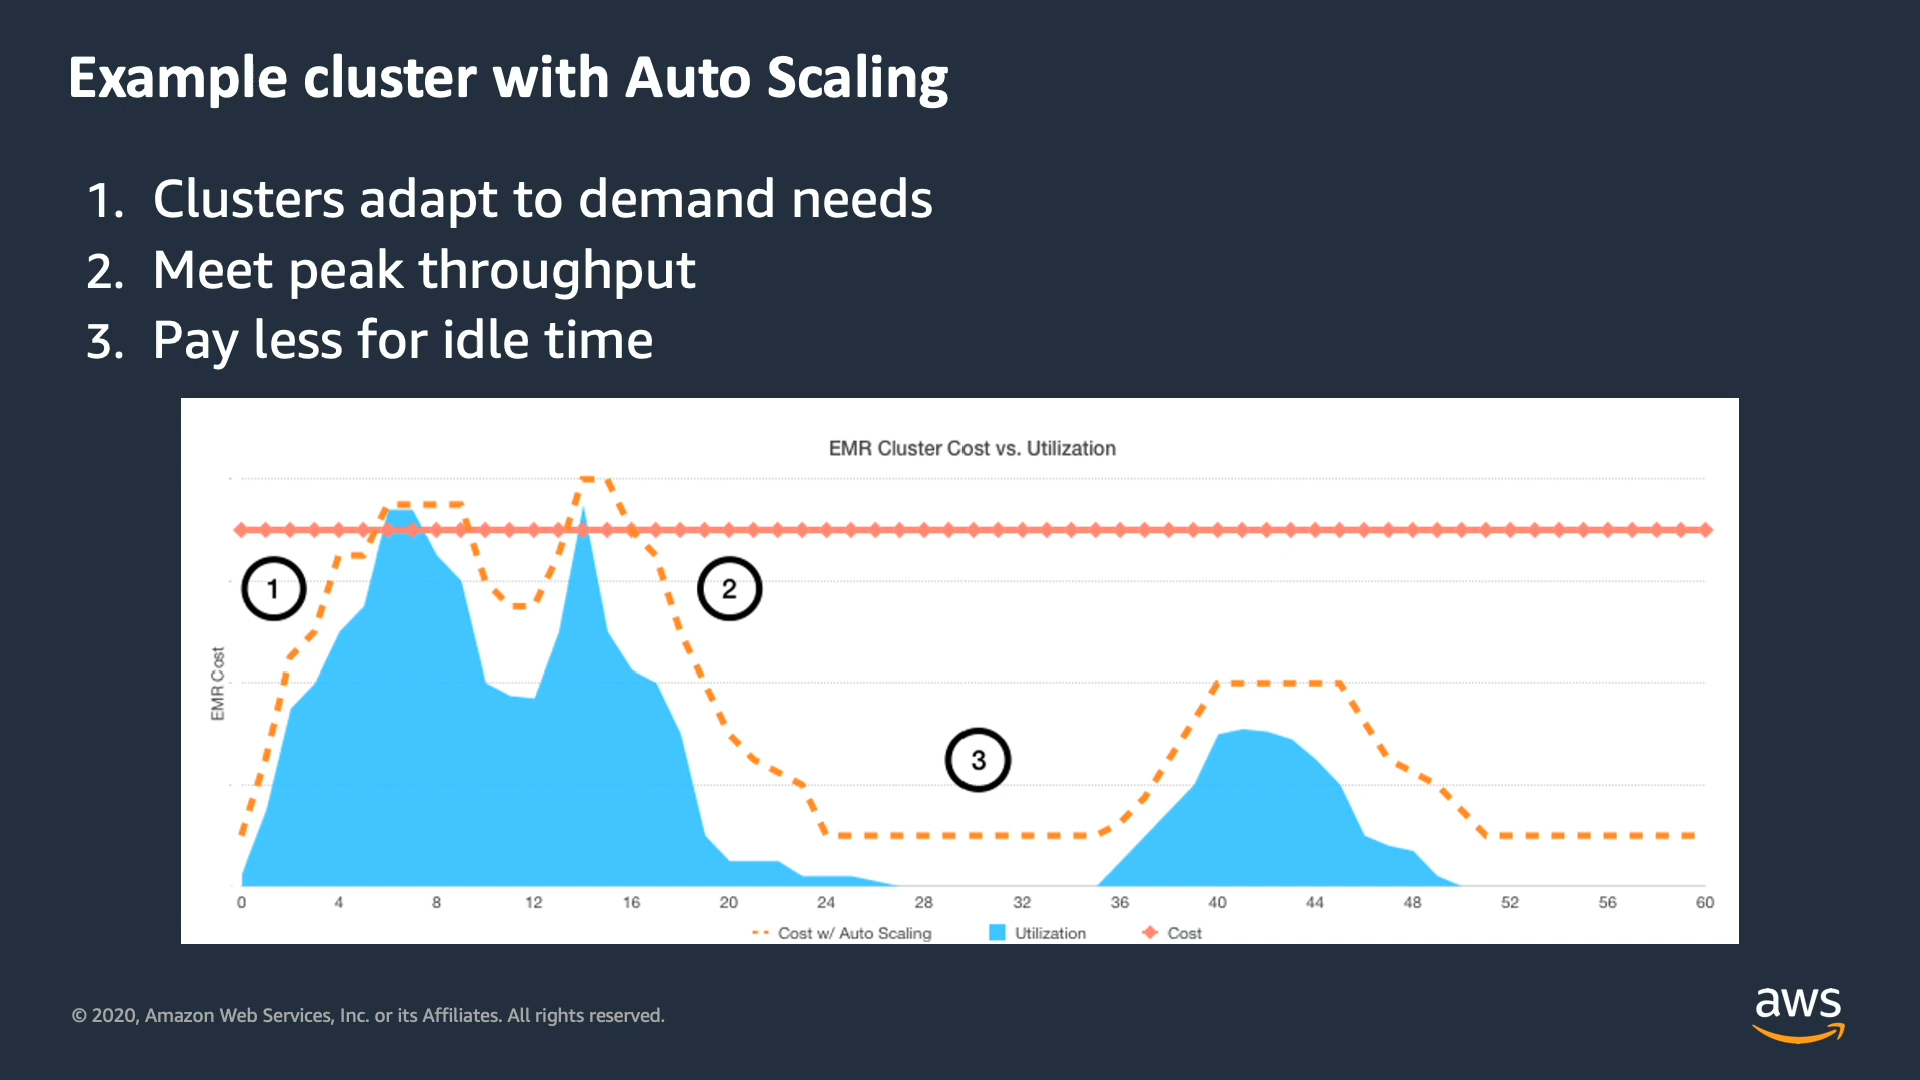 Example cluster with Auto Scaling
1. Clusters adapt to demand needs
2. Meet peak throughput
3. Pay less for idle time
EMR Cluster Cost vs. Utilization
1
2
EMR Cost
3
0 4 8 12 16 20 24 28 32 36 40 44 48 52 56 60
Cost w/ Auto Scaling Utilization Cost
© 2020, Amazon Web Services, Inc. or its Affiliates. All rights reserved.
aws